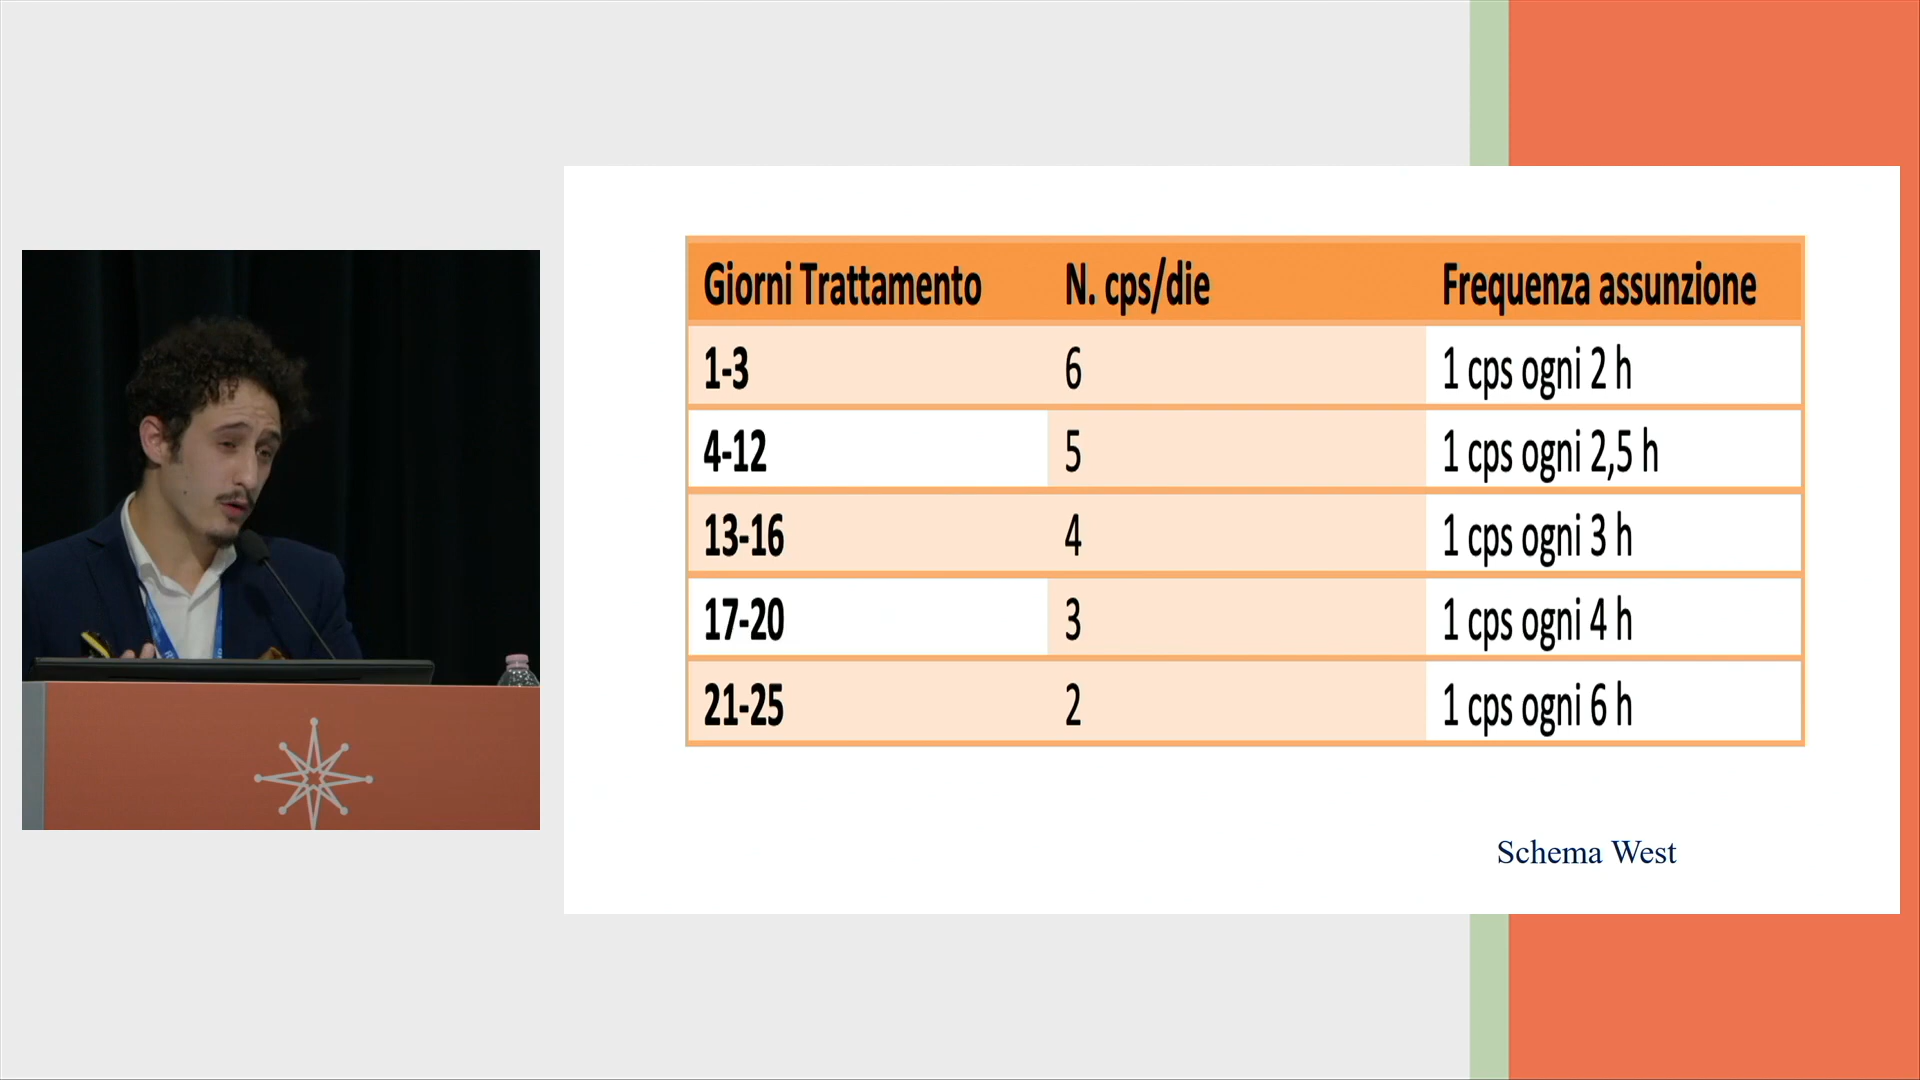 Giorni Trattamento N. cps/die Frequenza assunzione
1-3 6 1 cps ogni 2 h
4-12 5 1 cps ogni 2,5 h
13-16 4 1 cps ogni 3 h
17-20 3 1 cps ogni 4 h
21-25 2 1 cps ogni 6 h
Schema West